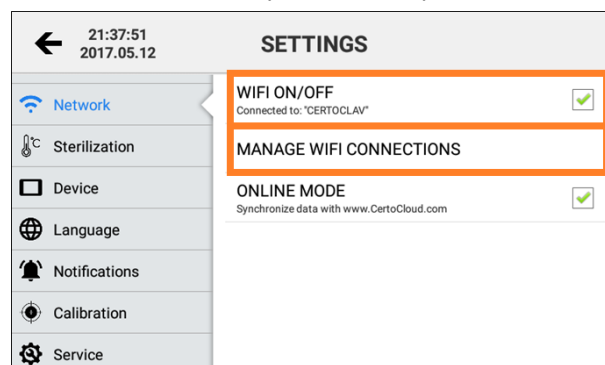 21:37:51
2017.05.12
SETTINGS
Network
Sterilization
Device
Language
Notifications
Calibration
Service
WIFI ON/OFF
Connected to: "CERTOCLAV"
MANAGE WIFI CONNECTIONS
ONLINE MODE
Synchronize data with www.CertoCloud.com